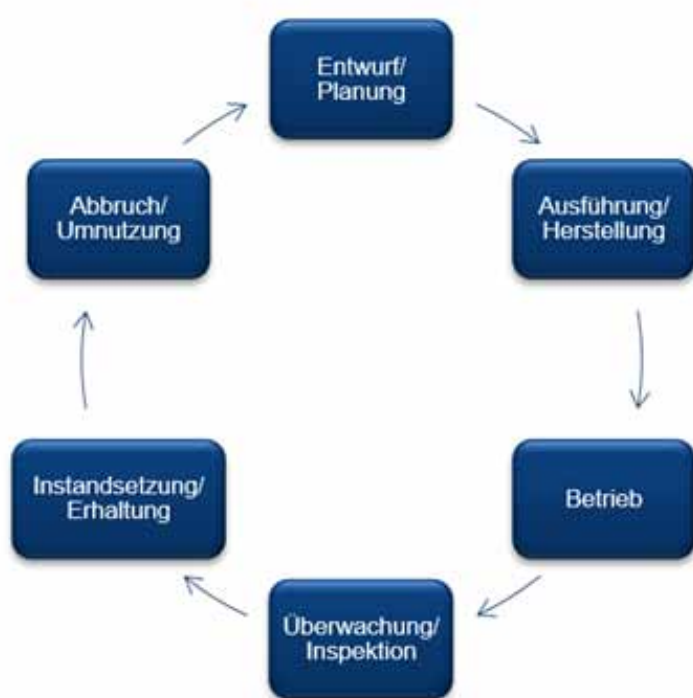 Entwurf/
Planung
Ausführung/
Herstellung
Betrieb
Überwachung/
Inspektion
Instandsetzung/
Erhaltung
Abbruch/
Umnutzung